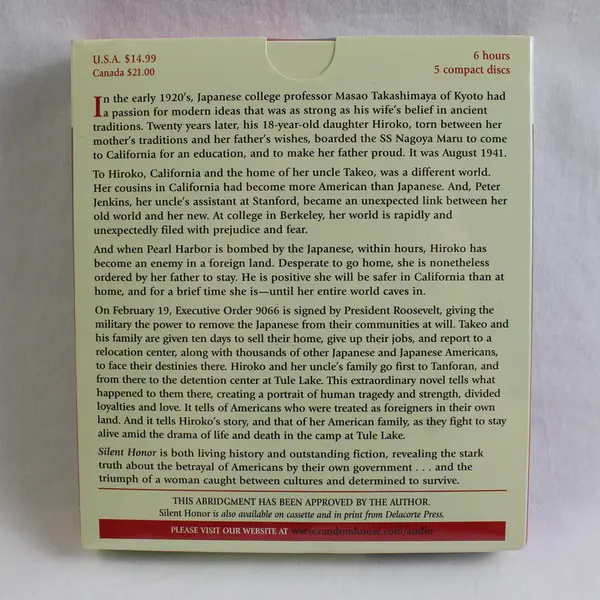 U.S.A. $14.99
Canada $21.00
6 hours
5 compact discs
In the early 1920's, Japanese college professor Masao Takashimaya of Kyoto had
a passion for modern ideas that was as strong as his wife's belief in ancient
traditions. Twenty years later, his 18-year-old daughter Hiroko, torn between her
mother's traditions and her father's wishes, boarded the SS Nagoya Maru to come
to California for an education, and to make her father proud. It was August 1941.
To Hiroko, California and the home of her uncle Takeo, was a different world.
Her cousins in California had become more American than Japanese. And, Peter
Jenkins, her uncle's assistant at Stanford, became an unexpected link between her
old world and her new. At college in Berkeley, her world is rapidly and
unexpectedly filled with prejudice and fear.
And when Pearl Harbor is bombed by the Japanese, within hours, Hiroko has
become an enemy in a foreign land. Desperate to go home, she is nonetheless
ordered by her father to stay. He is positive she will be safer in California than at
home, and for a brief time she is—until her entire world caves in.
On February 19, Executive Order 9066 is signed by President Roosevelt, giving the
military the power to remove the Japanese from their communities at will. Takeo and
his family are given ten days to sell their home, give up their jobs, and report to a
relocation center, along with thousands of other Japanese and Japanese Americans,
to face their destinies there. Hiroko and her uncle's family go first to Tanforan, and
from there to the detention center at Tule Lake. This extraordinary novel tells what
happened to them there, creating a portrait of human tragedy and strength, divided
loyalties and love. It tells of Americans who were treated as foreigners in their own
land. And it tells Hiroko's story, and that of her American family, as they fight to stay
alive amid the drama of life and death in the camp at Tule Lake.
Silent Honor is both living history and outstanding fiction, revealing the stark
truth about the betrayal of Americans by their own government . . . and the
triumph of a woman caught between cultures and determined to survive.
THIS ABRIDGMENT HAS BEEN APPROVED BY THE AUTHOR.
Silent Honor is also available on cassette and in print from Delacorte Press.
PLEASE VISIT OUR WEBSITE AT www.randomhouse.com/audio